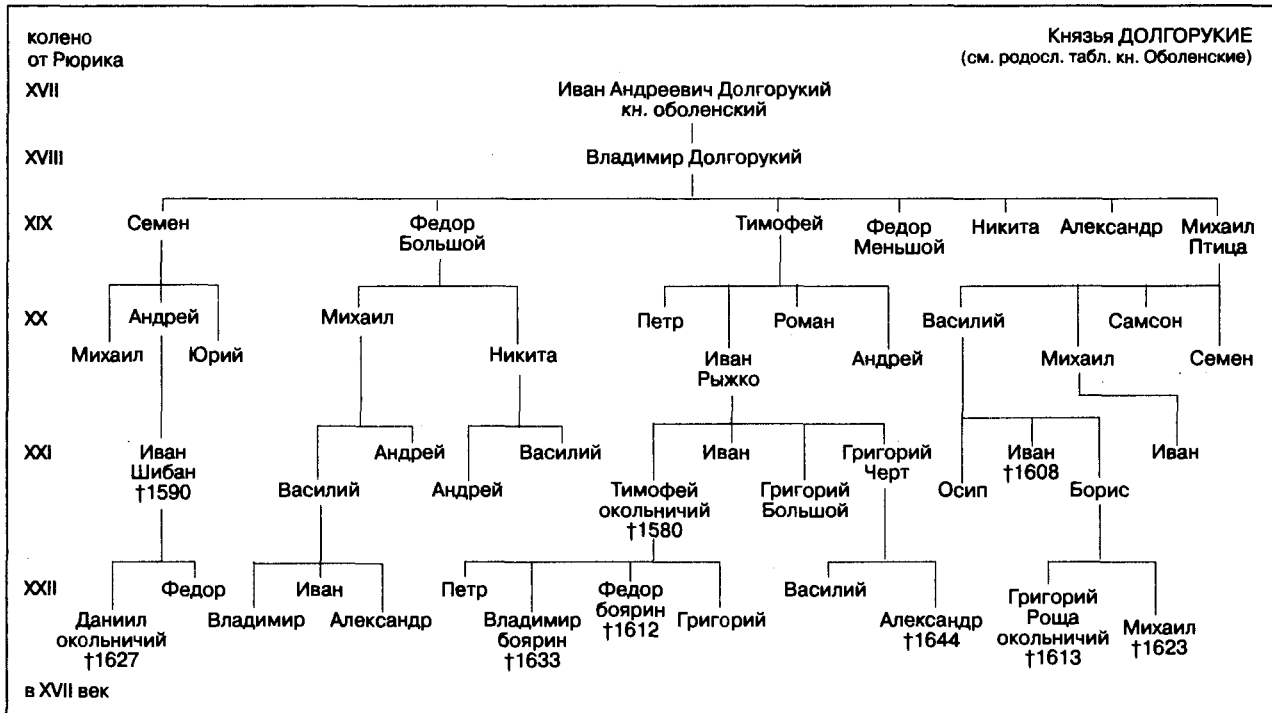 колено
от Рюрика
Князья ДОЛГОРУКИЕ
(см. родосл. табл. кн. Оболенские)
XVII
Иван Андреевич Долгорукий
кн. оболенский
XVIII
Владимир Долгорукий
XIX
Семен
Федор
Большой
Тимофей
Федор
Меньшой
Никита
Александр
Михаил
Птица
XX
Михаил
Андрей
Юрий
Михаил
Никита
Петр
Иван
Рыжко
Роман
Андрей
Василий
Михаил
Самсон
Семен
XXI
Иван
Шибан
†1590
Василий
Андрей
Андрей
Василий
Тимофей
окольничий
†1580
Иван
Григорий
Большой
Григорий
Черт
Осип
Иван
†1608
Борис
Иван
XXII
Даниил
окольничий
†1627
Федор
Владимир
Иван
Александр
Петр
Владимир
боярин
†1633
Федор
боярин
†1612
Григорий
Василий
Александр
†1644
Григорий
Роща
окольничий
†1613
Михаил
†1623
в XVII век